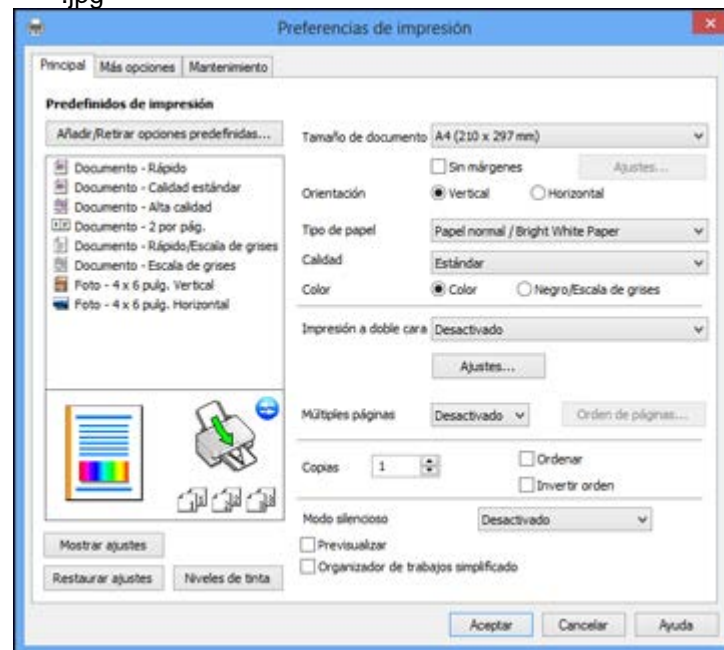 .jpg
Preferencias de impresión
Principal Más opciones Mantenimiento
Predefinidos de impresión
Añadir/Retirar opciones predefinidas...
Documento - Rápido
Documento - Calidad estándar
Documento - Alta calidad
Documento - 2 por pág.
Documento - Rápido/Escala de grises
Documento - Escala de grises
Foto - 4 x 6 pulg. Vertical
Foto - 4 x 6 pulg. Horizontal
Mostrar ajustes
Restaurar ajustes Niveles de tinta
Tamaño de documento A4 (210 x 297 mm)
Sin márgenes Ajustes...
Orientación Vertical Horizontal
Tipo de papel Papel normal / Bright White Paper
Calidad Estándar
Color Color Negro/Escala de grises
Impresión a doble cara Desactivado
Ajustes...
Múltiples páginas Desactivado Orden de páginas...
Copias 1 Ordenar
Invertir orden
Modo silencioso Desactivado
Previsualizar
Organizador de trabajos simplificado
Aceptar Cancelar Ayuda